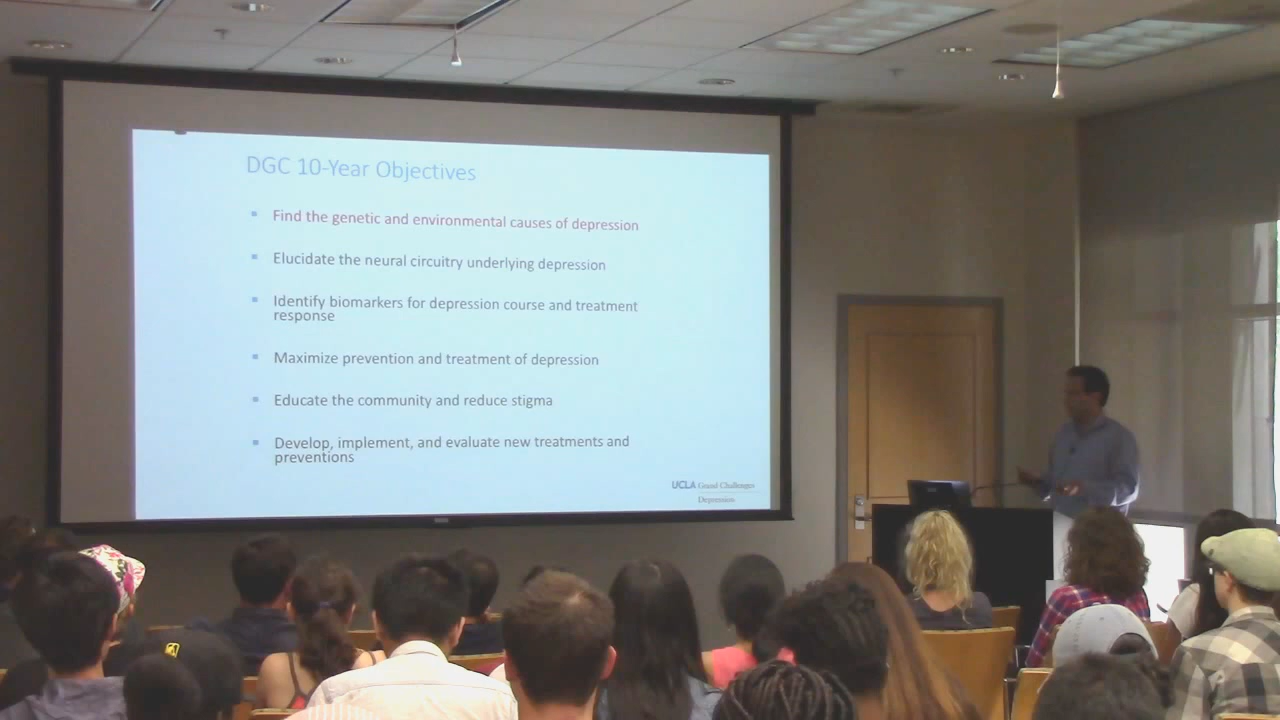 DGC 10-Year Objectives
Find the genetic and environmental causes of depression
Elucidate the neural circuitry underlying depression
Identify biomarkers for depression course and treatment
response
Maximize prevention and treatment of depression
Educate the community and reduce stigma
Develop, implement, and evaluate new treatments and
preventions
UCLA Grand Challenges
Depression